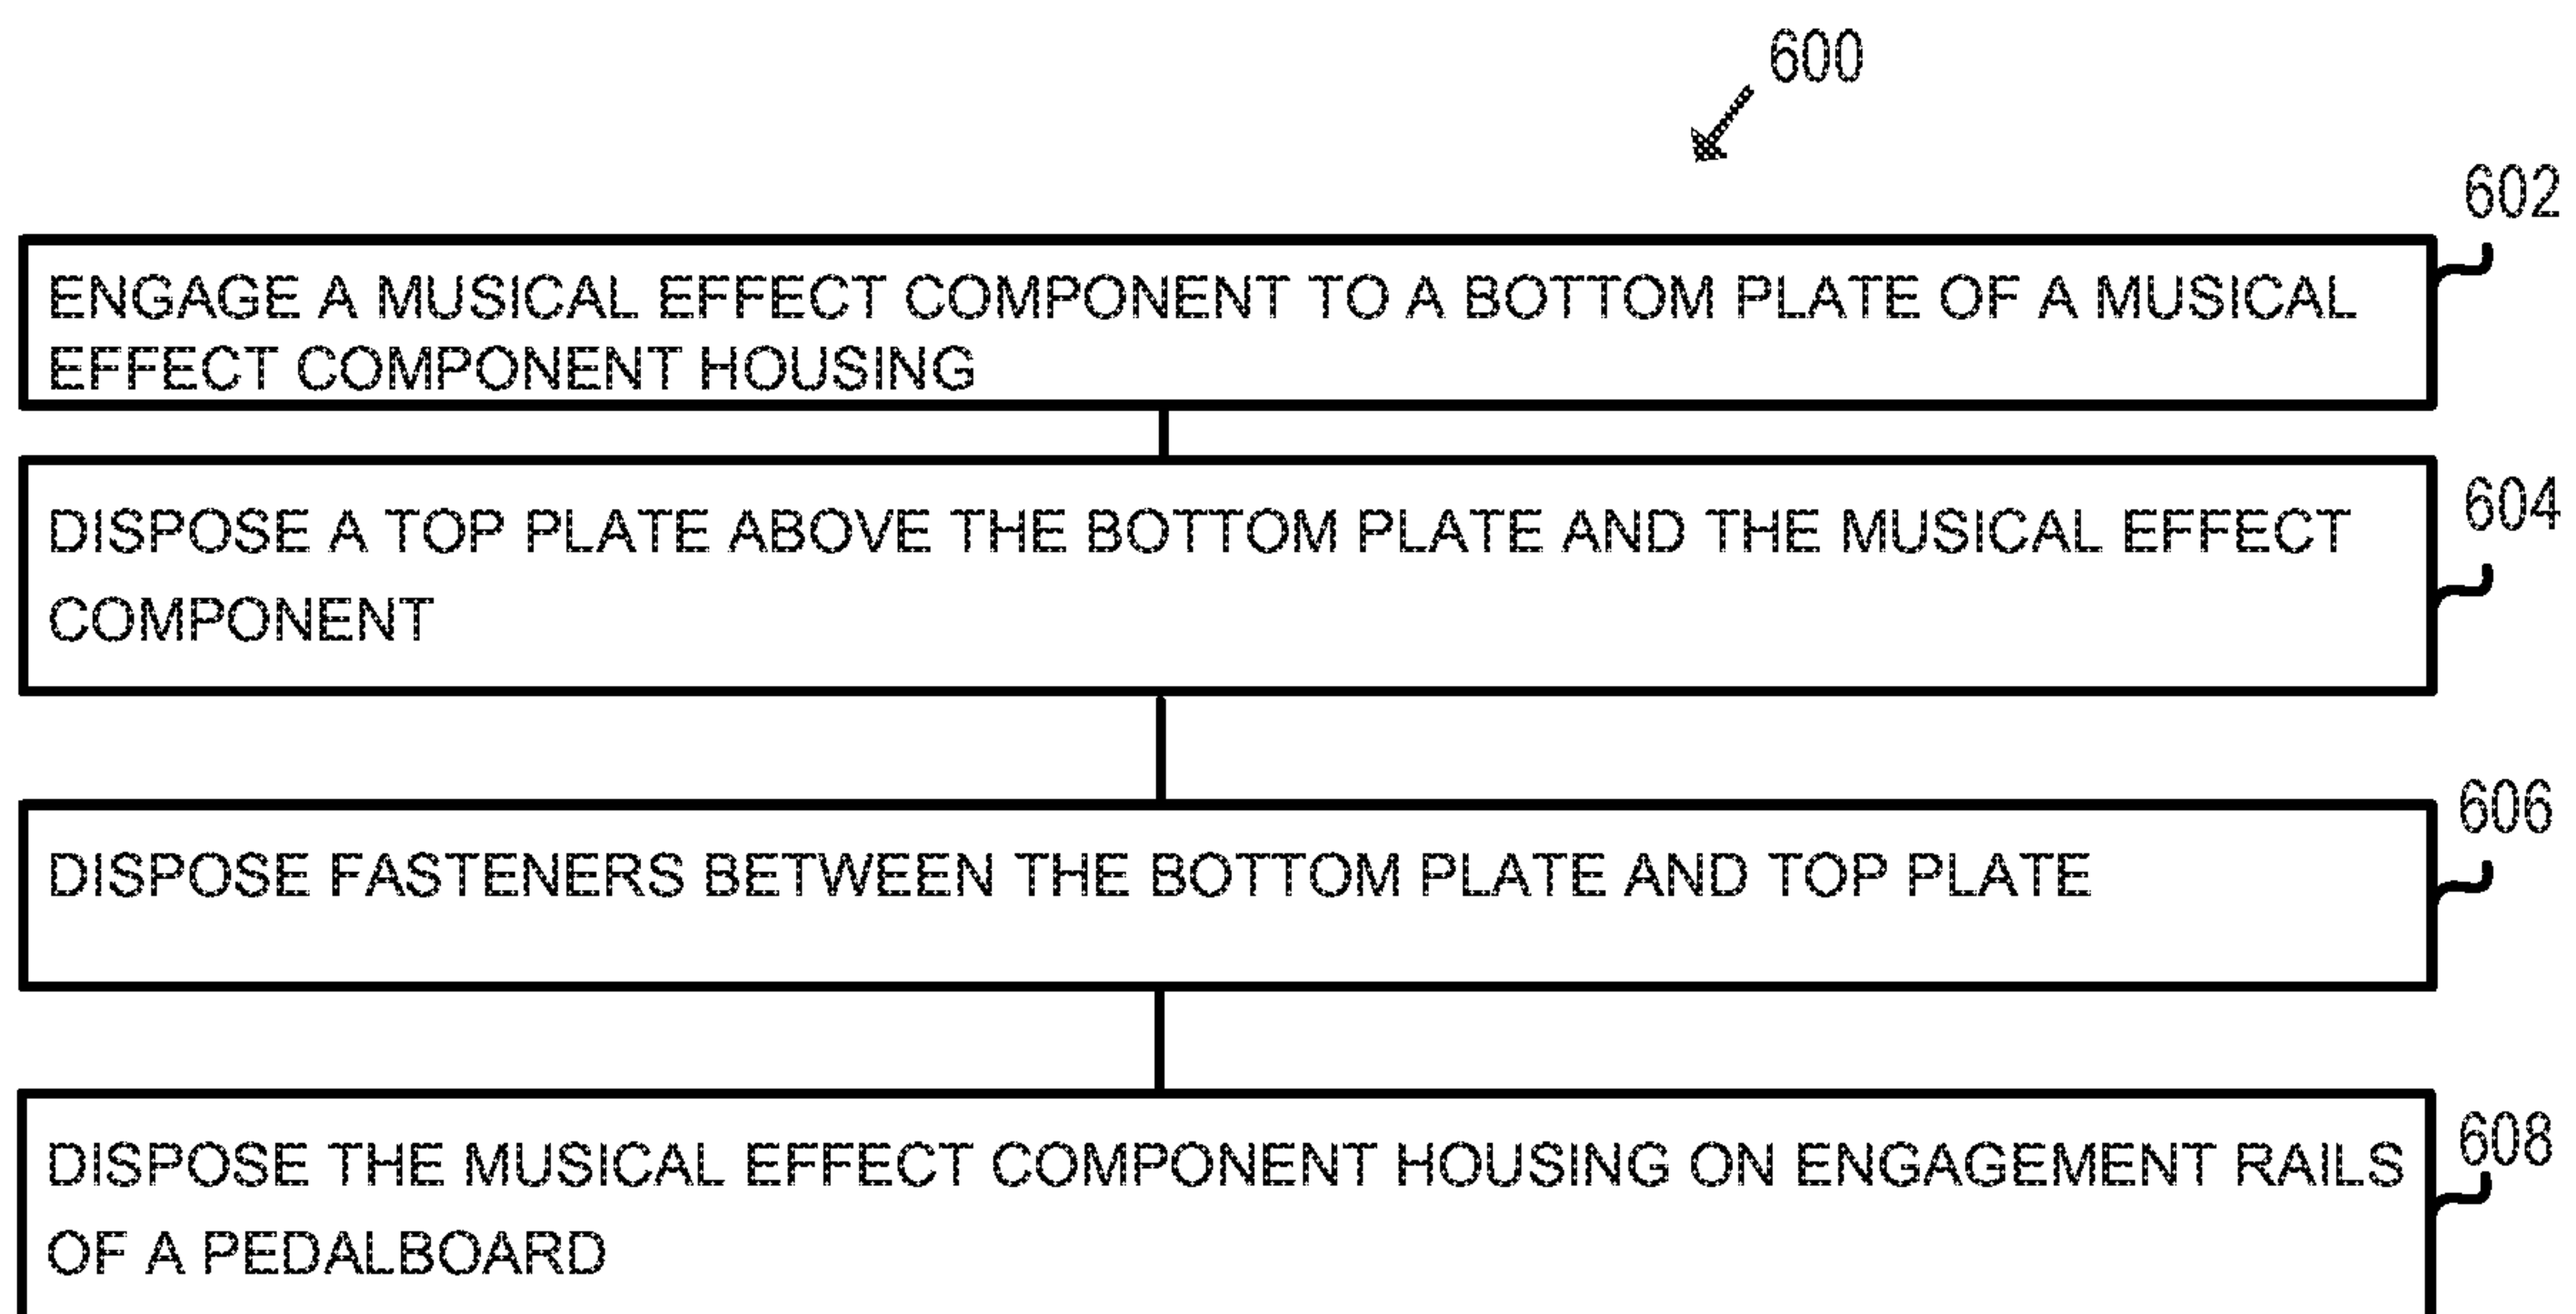 600
602
ENGAGE A MUSICAL EFFECT COMPONENT TO A BOTTOM PLATE OF A MUSICAL
EFFECT COMPONENT HOUSING
604
DISPOSE A TOP PLATE ABOVE THE BOTTOM PLATE AND THE MUSICAL EFFECT
COMPONENT
606
DISPOSE FASTENERS BETWEEN THE BOTTOM PLATE AND TOP PLATE
608
DISPOSE THE MUSICAL EFFECT COMPONENT HOUSING ON ENGAGEMENT RAILS
OF A PEDALBOARD